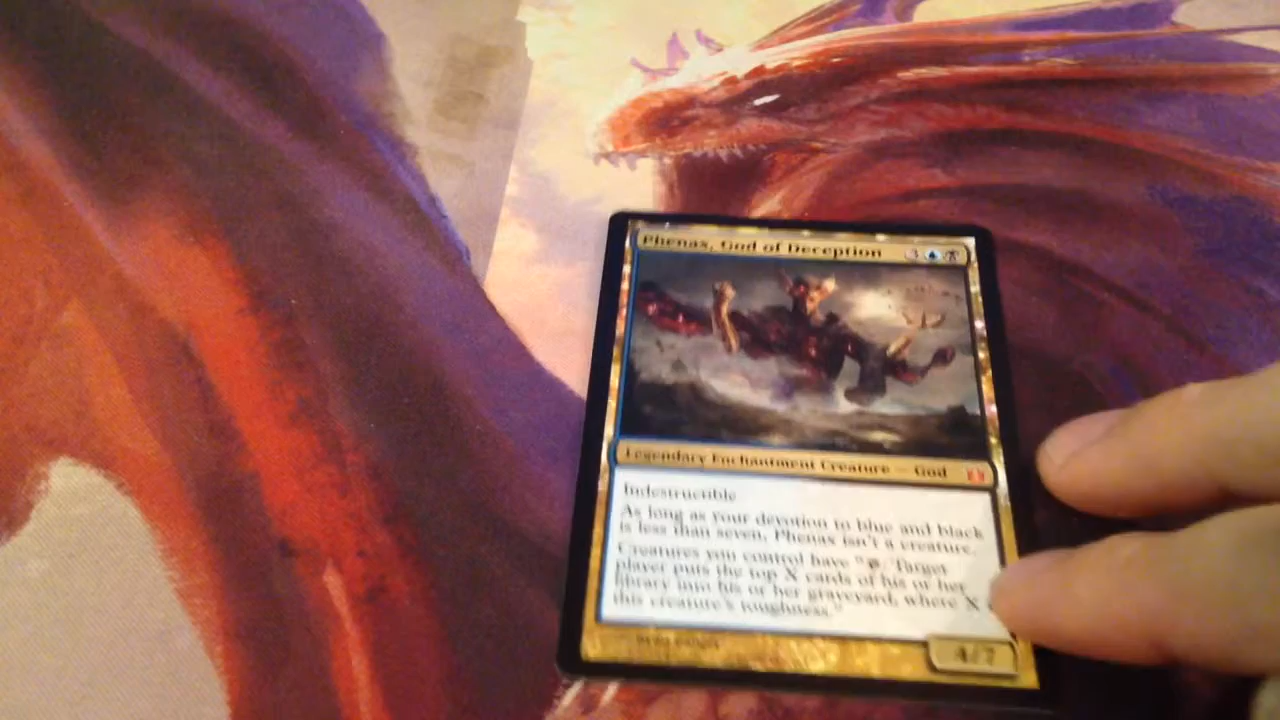 Phenax, God of Deception 3
Legendary Enchantment Creature — God
Indestructible
As long as your devotion to blue and black
is less than seven, Phenax isn't a creature.
Creatures you control have " : Target
player puts the top X cards of his or her
library into his or her graveyard, where X
this creature's toughness."
4/7